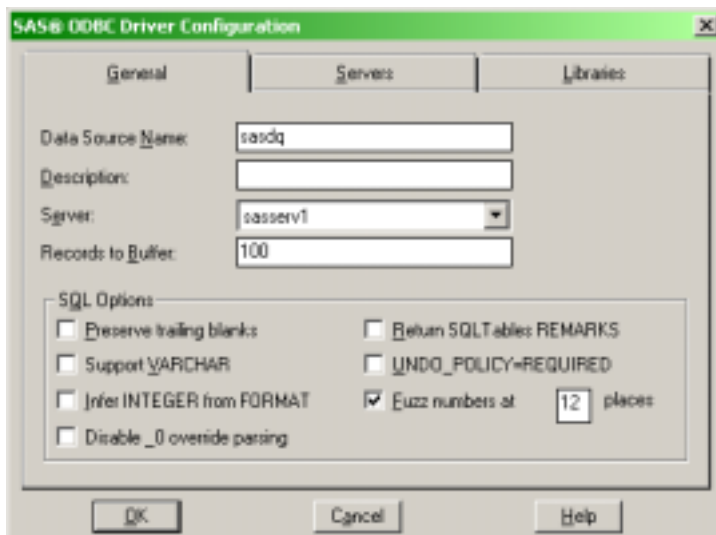 SAS® ODBC Driver Configuration
General Servers Libraries
Data Source Name: sasdq
Description:
Server: sasserv1
Records to Buffer: 100
SQL Options
Preserve trailing blanks Return SQLTables REMARKS
Support VARCHAR UNDO_POLICY=REQUIRED
Infer INTEGER from FORMAT Fuzz numbers at 12 places
Disable _0 override parsing
OK Cancel Help